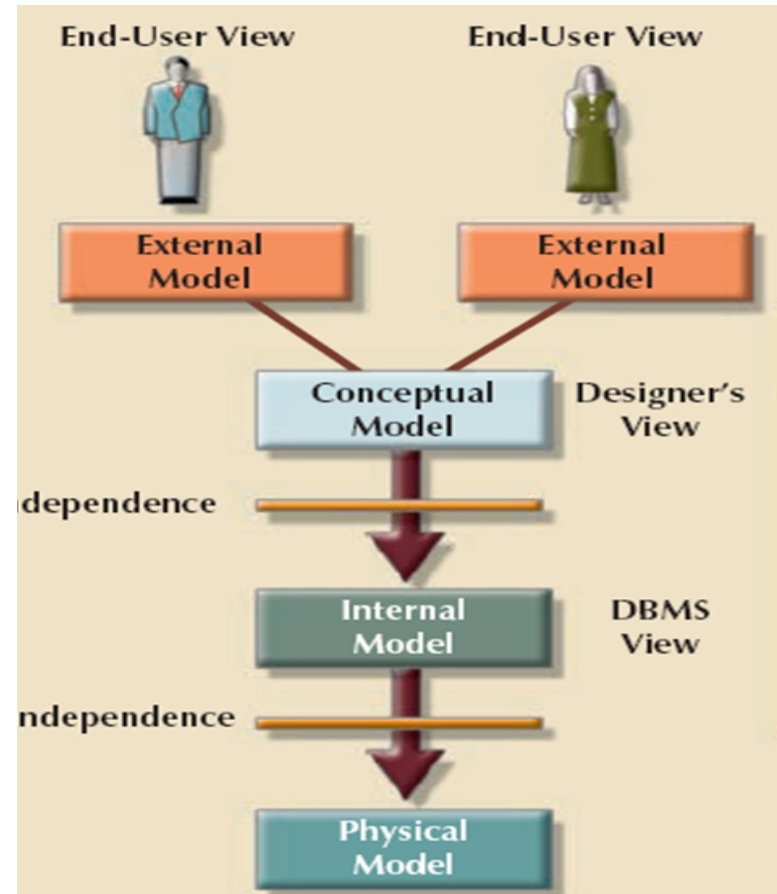 End-User View
End-User View
External
Model
External
Model
Conceptual
Model
Designer's
View
ndependence
Internal
Model
DBMS
View
ndependence
Physical
Model